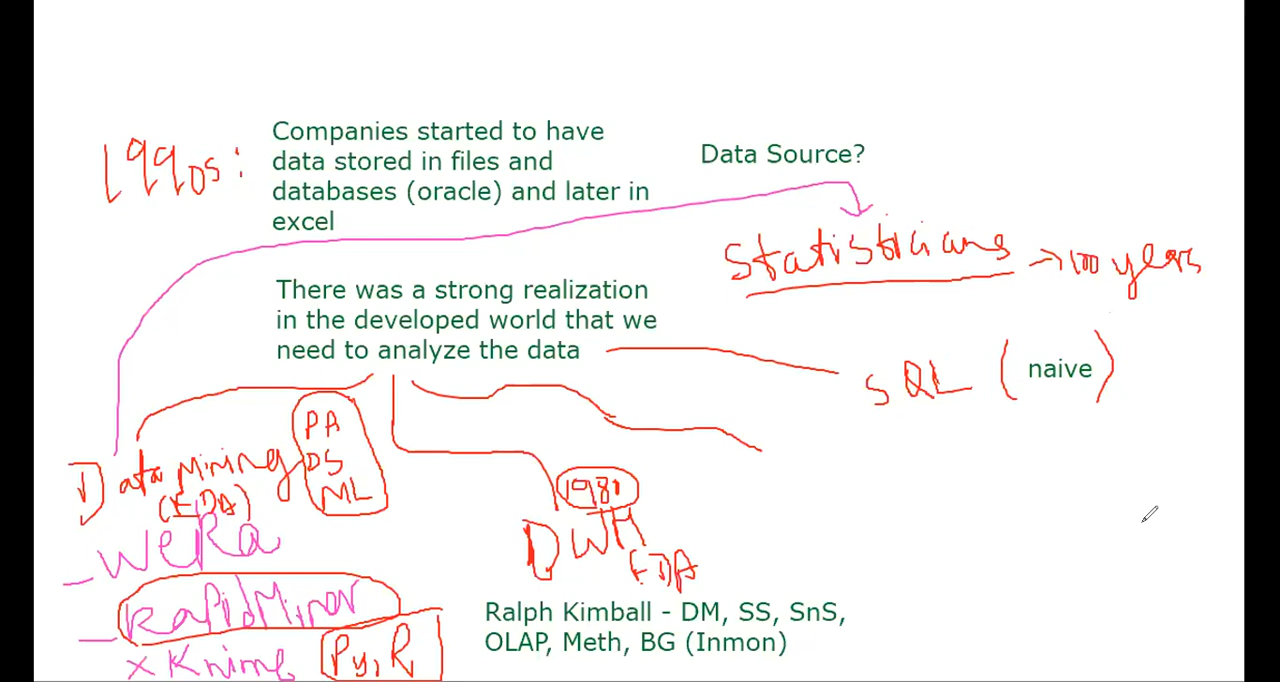 1990s:
Companies started to have
data stored in files and
databases (oracle) and later in
excel
Data Source?
Statisticians → 100 years
There was a strong realization
in the developed world that we
need to analyze the data
SQL (naive)
Data Mining
(EDA)
PA
DS
ML
1980
DWH
EDA
- Weka
- RapidMiner
x Knime
Py, R
Ralph Kimball - DM, SS, SnS,
OLAP, Meth, BG (Inmon)